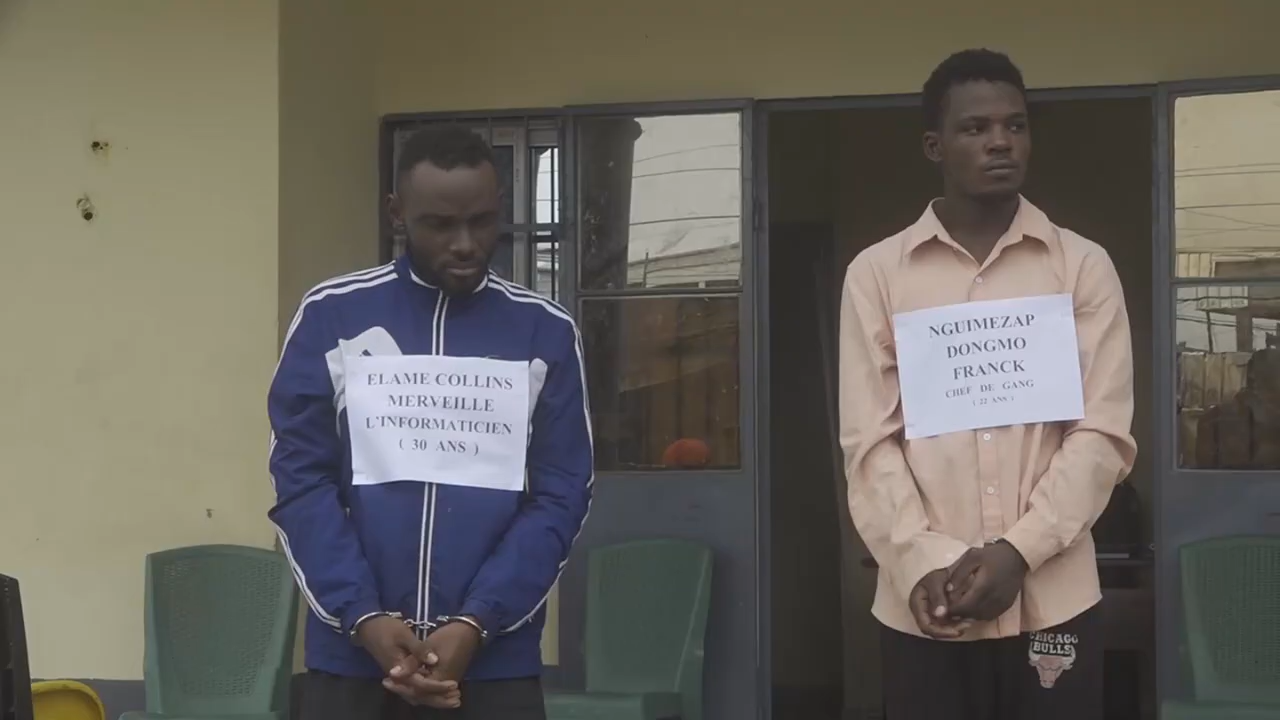 ELAME COLLINS
MERVEILLE
L'INFORMATICIEN
( 30 ANS )
NGUIMEZAP
DONGMO
FRANCK
CHEF DE GANG
( 22 ANS )
CHICAGO
BULLS